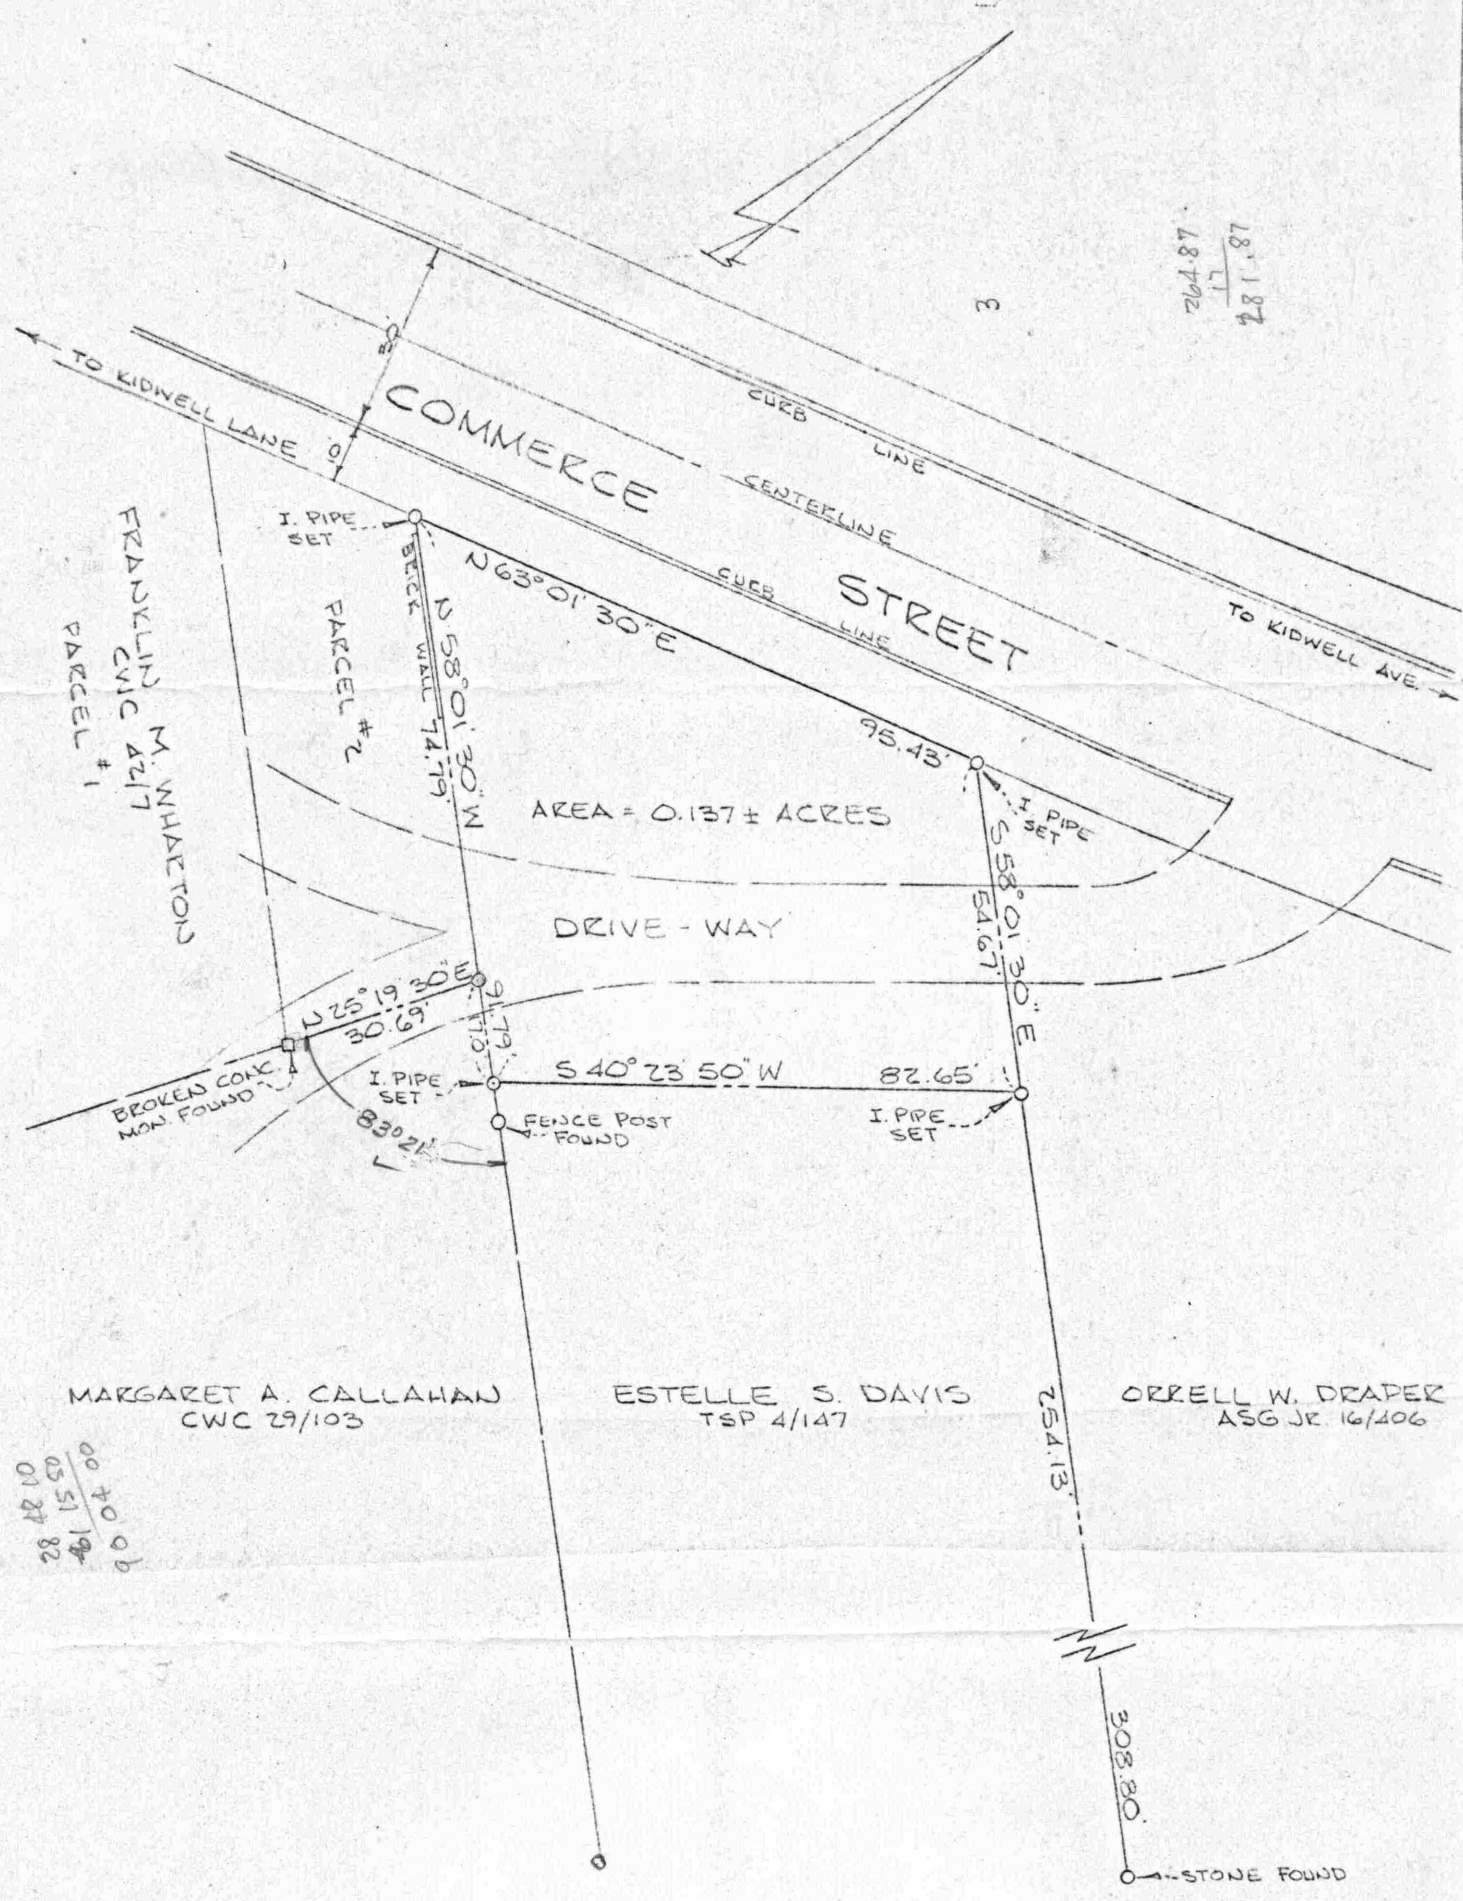 264.87
17
281.87
3
30'
TO KIDWELL LANE
COMMERCE
STREET
CURB
LINE
CENTERLINE
CURB
LINE
TO KIDWELL AVE.
I. PIPE
SET
BRICK WALL 74.79'
N 58° 01' 30" W
N 63° 01' 30" E
95.43'
FRANKLIN M. WHARTON
CWC 42/7
PARCEL #1
PARCEL #2
AREA = 0.137 ± ACRES
I. PIPE
SET
S 58° 01' 30" E
54.67'
DRIVE-WAY
N 25° 19' 30" E
30.69'
91.79'
17.0
BROKEN CONC.
MON. FOUND
I. PIPE
SET
S 40° 23' 50" W
82.65'
FENCE POST
FOUND
I. PIPE
SET
83° 21'
MARGARET A. CALLAHAN
CWC 29/103
ESTELLE S. DAVIS
TSP 4/147
ORRELL W. DRAPER
ASG JR. 16/406
254.13'
308.80'
STONE FOUND